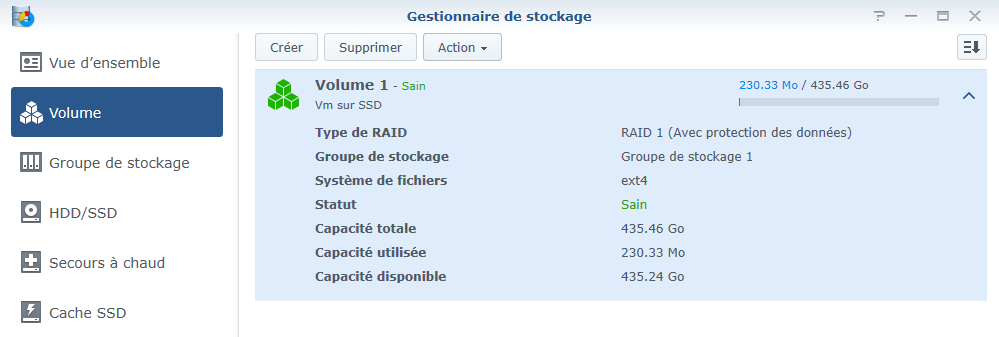 Gestionnaire de stockage
Vue d’ensemble
Volume
Groupe de stockage
HDD/SSD
Secours à chaud
Cache SSD
Créer Supprimer Action
Volume 1 - Sain 230.33 Mo / 435.46 Go
Vm sur SSD
Type de RAID RAID 1 (Avec protection des données)
Groupe de stockage Groupe de stockage 1
Système de fichiers ext4
Statut Sain
Capacité totale 435.46 Go
Capacité utilisée 230.33 Mo
Capacité disponible 435.24 Go